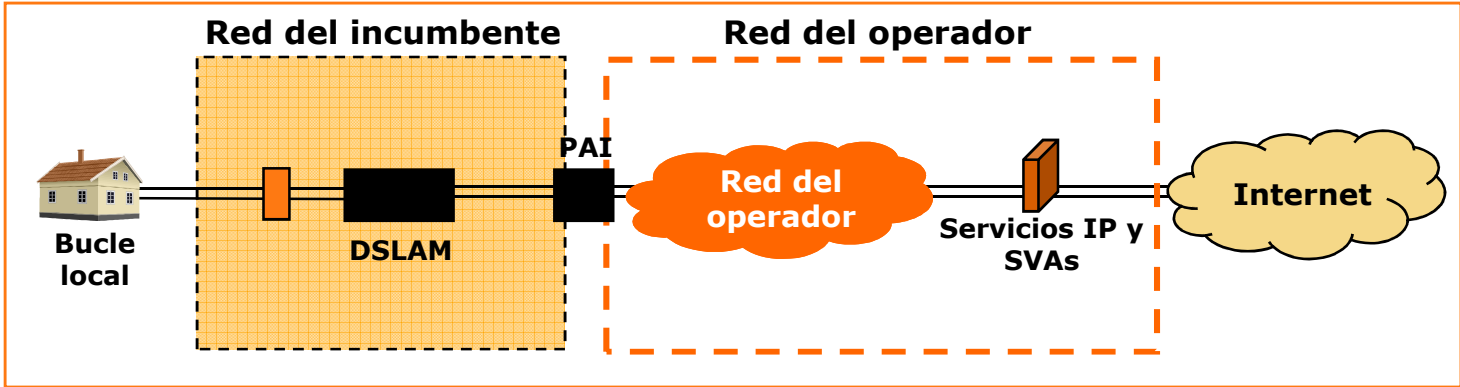 Red del incumbente
Red del operador
PAI
Red del
operador
Internet
Bucle
local
DSLAM
Servicios IP y
SVAs